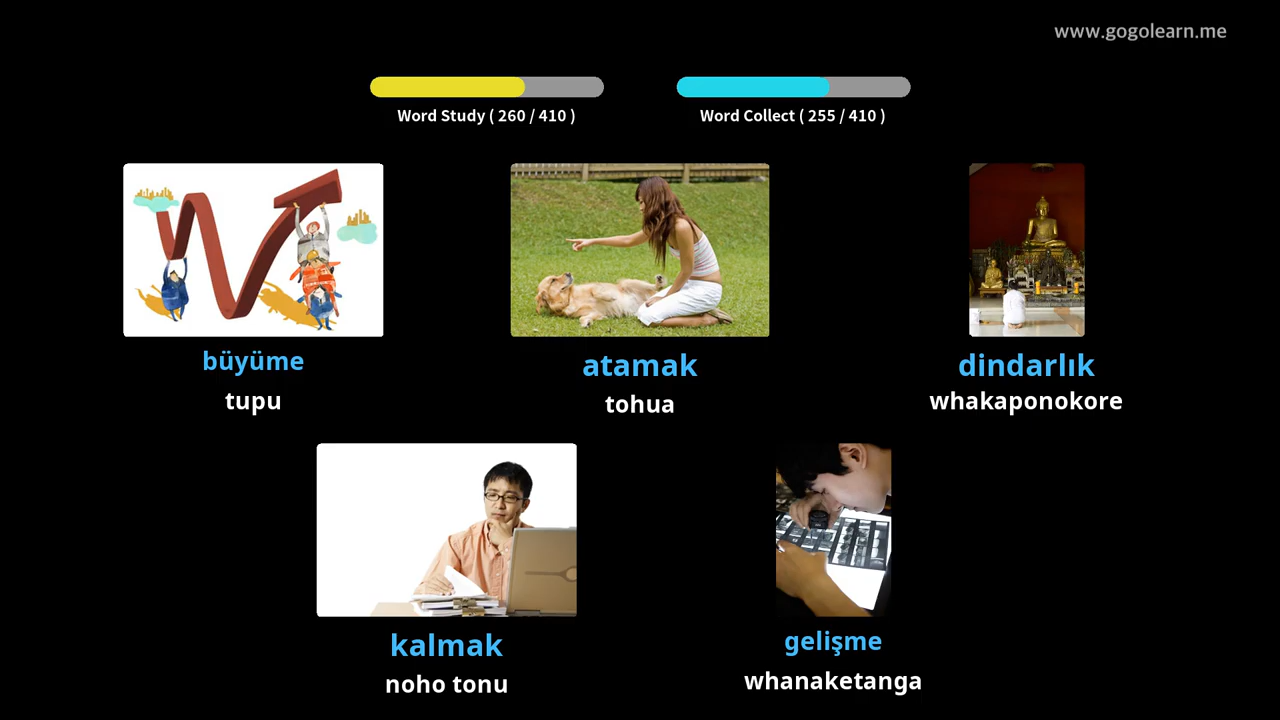 www.gogolearn.me
Word Study ( 260 / 410 )
Word Collect ( 255 / 410 )
büyüme
tupu
atamak
tohua
dindarlık
whakaponokore
kalmak
noho tonu
gelişme
whanaketanga